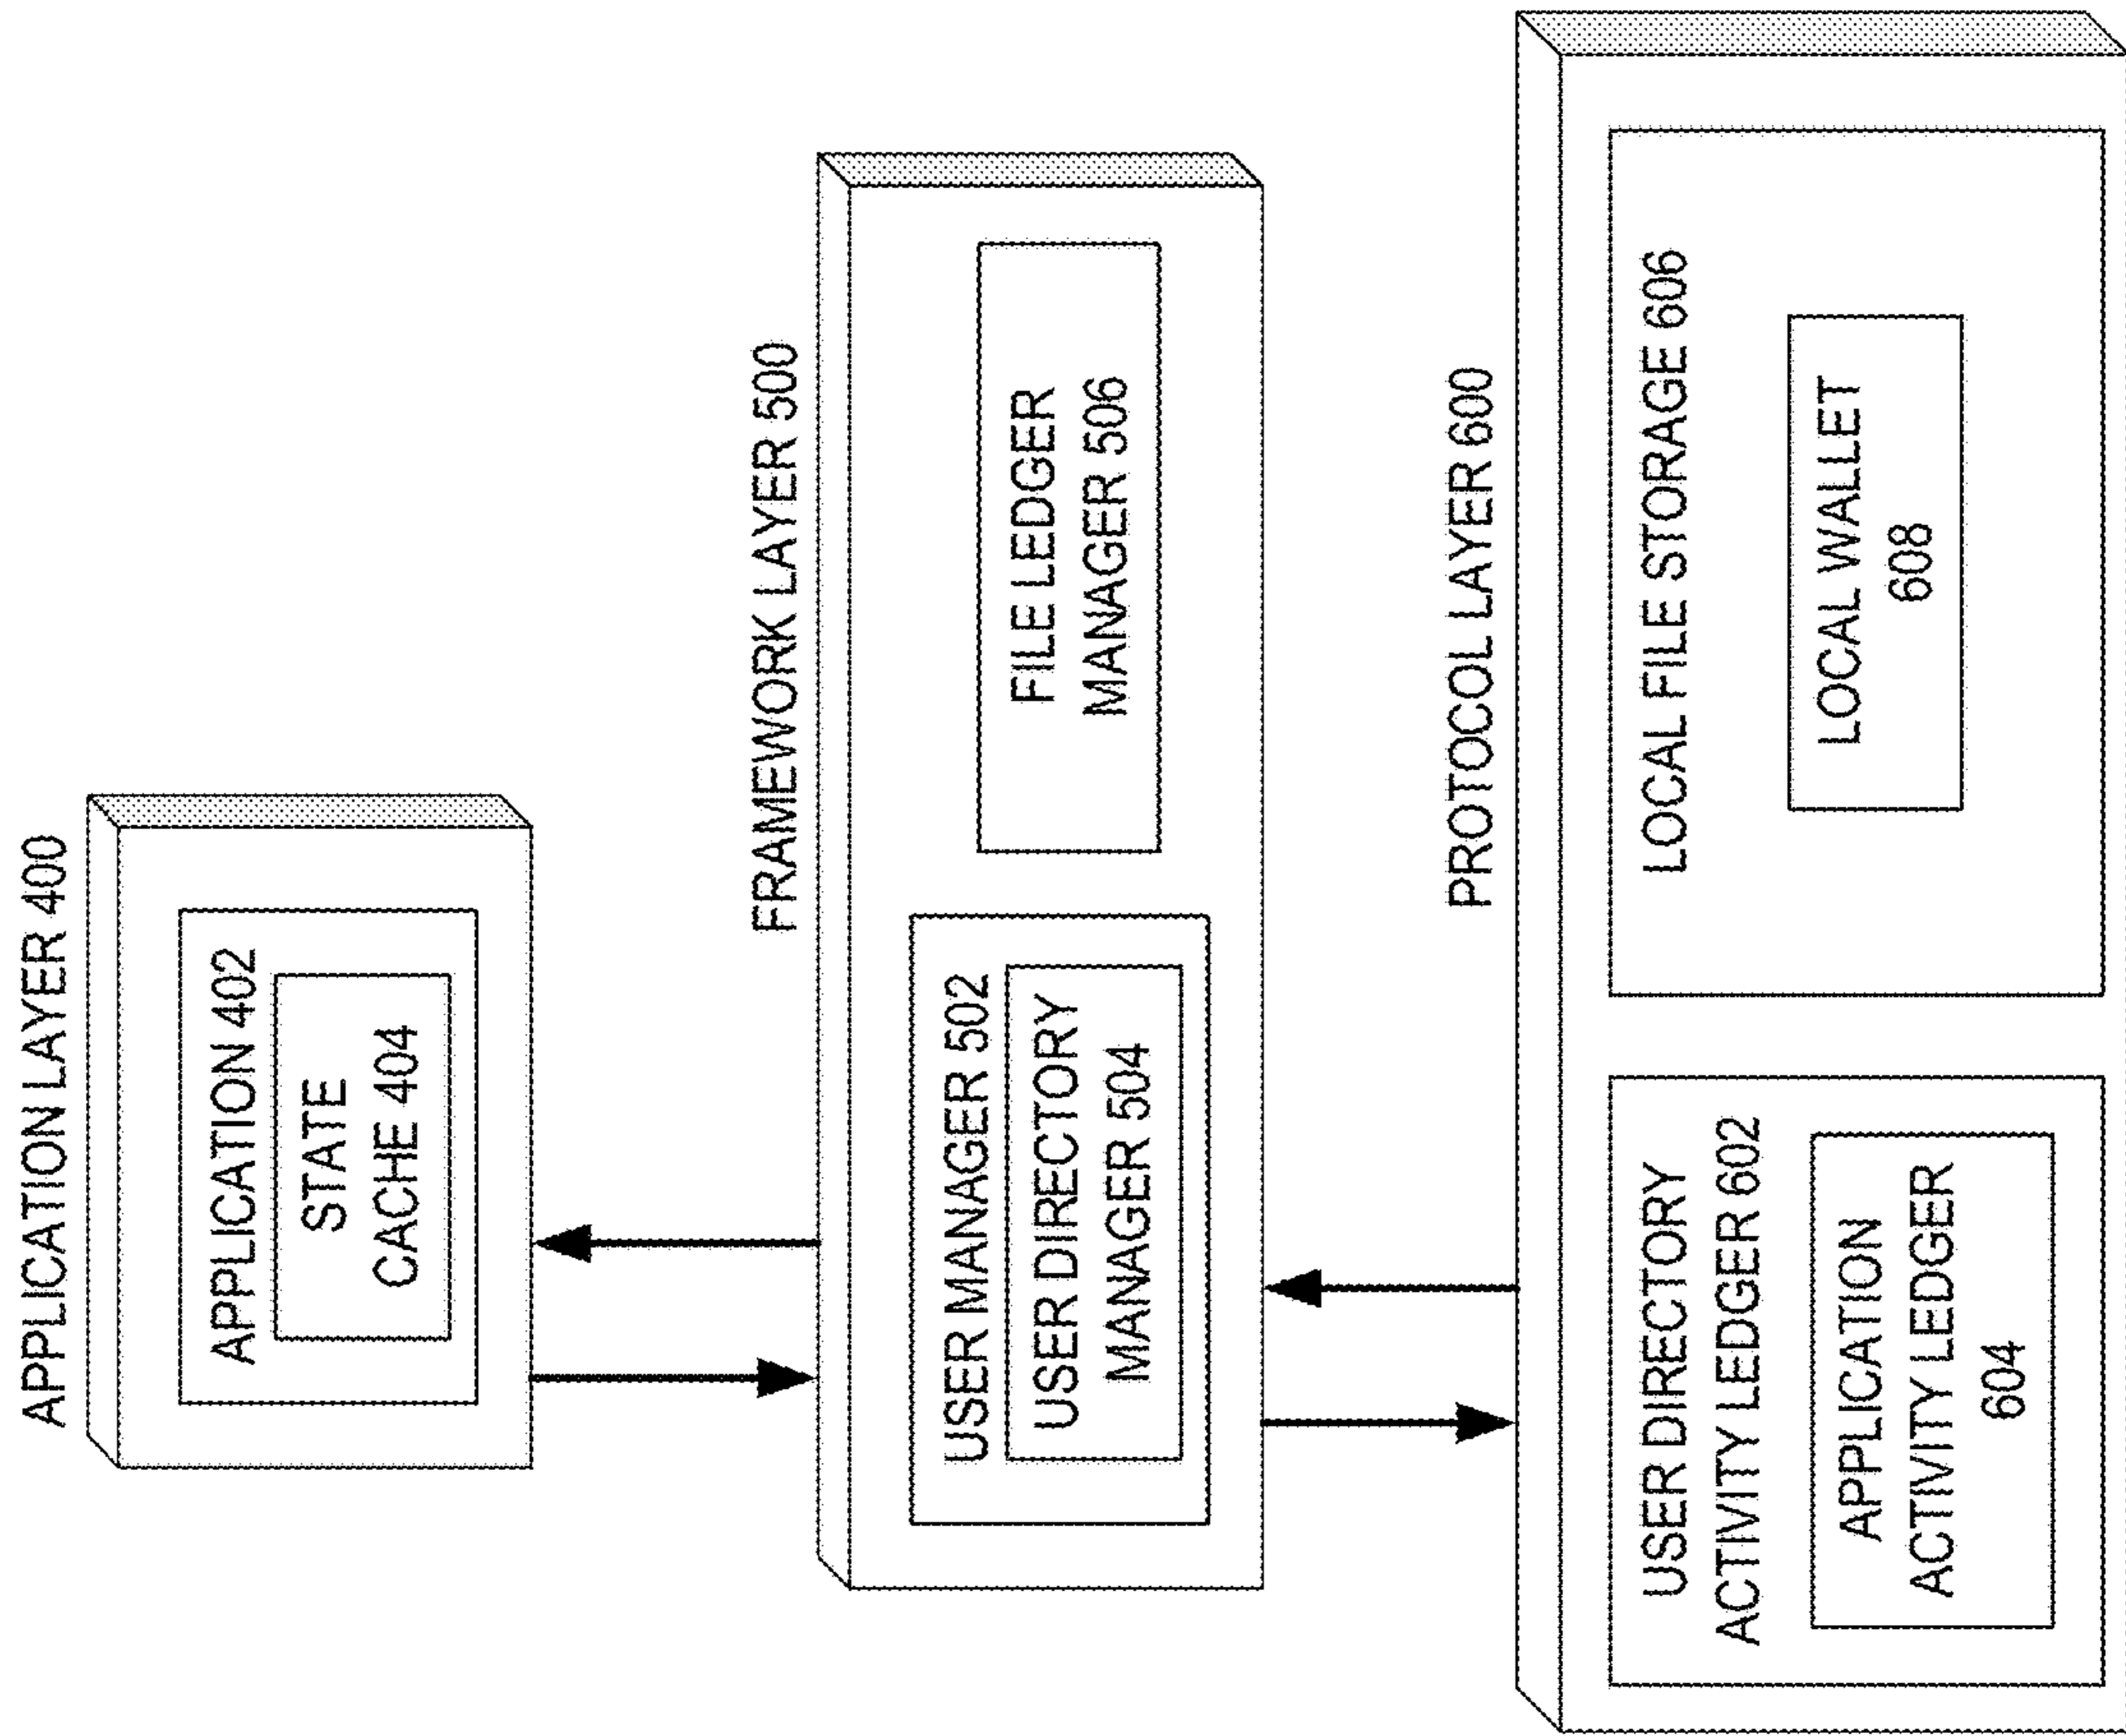 APPLICATION LAYER 400
APPLICATION 402
STATE
CACHE 404
FRAMEWORK LAYER 500
USER MANAGER 502
USER DIRECTORY
MANAGER 504
FILE LEDGER
MANAGER 506
PROTOCOL LAYER 600
USER DIRECTORY
ACTIVITY LEDGER 602
APPLICATION
ACTIVITY LEDGER
604
LOCAL FILE STORAGE 606
LOCAL WALLET
608